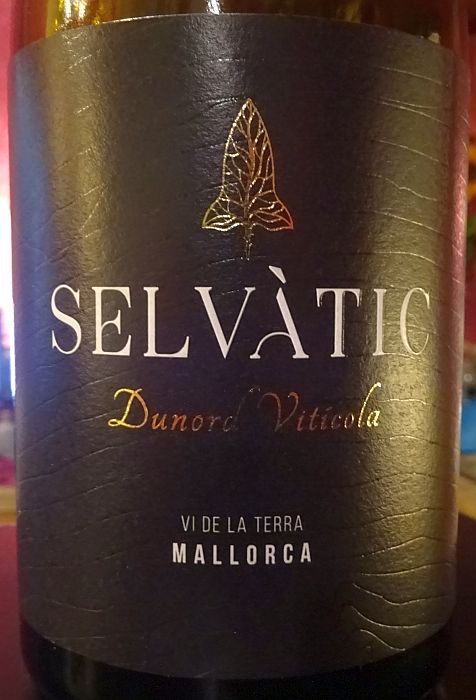 SELVÀTIC
Dunord Vitícola
VI DE LA TERRA
MALLORCA